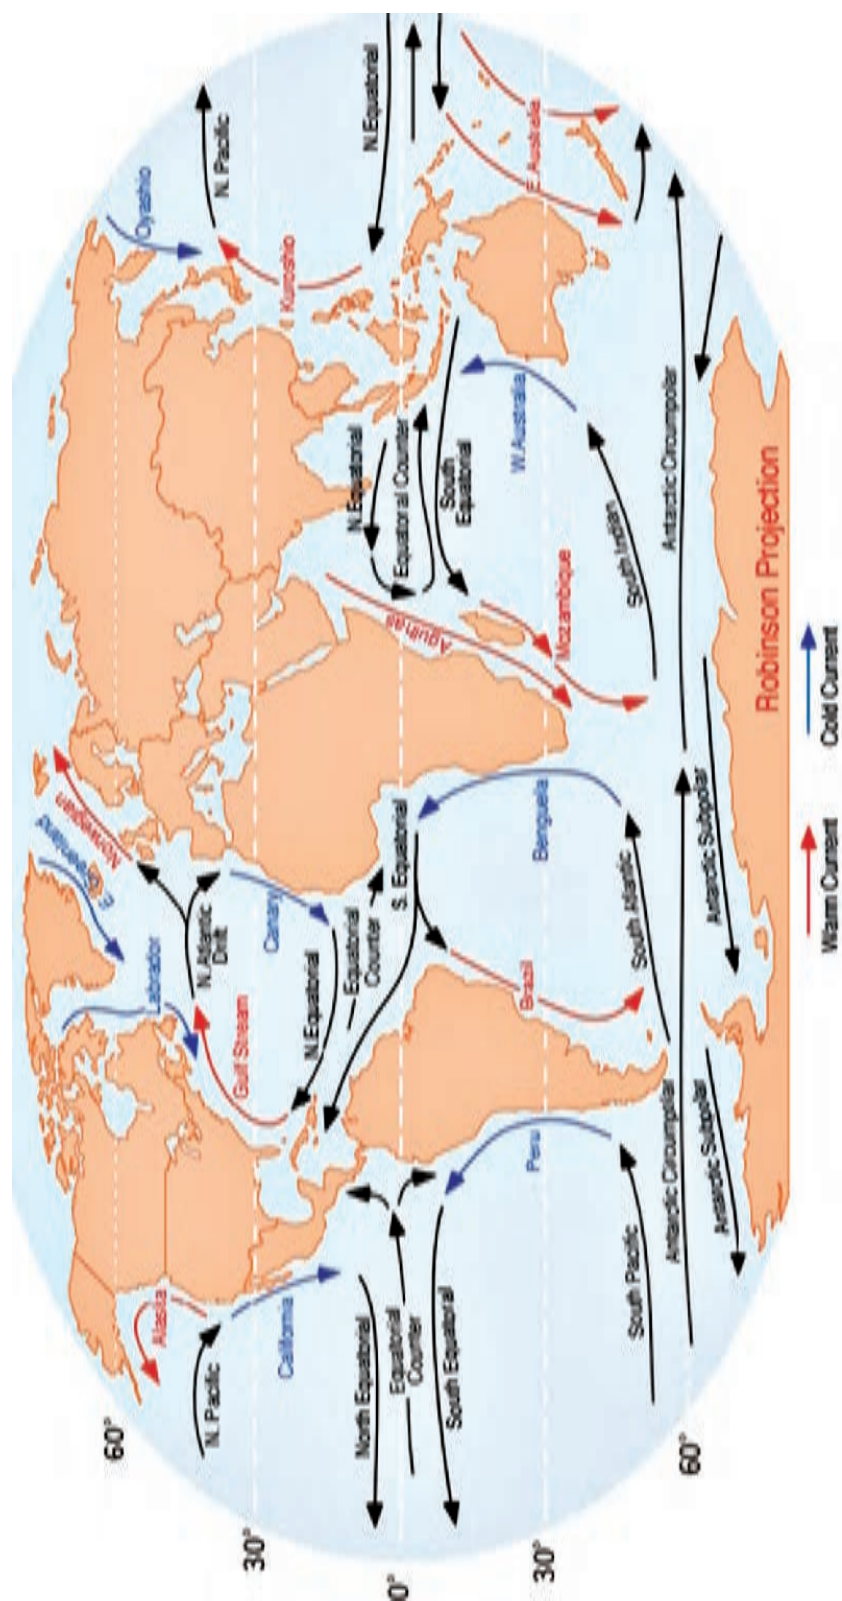 Alaska
N. Pacific
California
North Equatorial
Equatorial
Counter
South Equatorial
South Pacific
Peru
Antarctic Circumpolar
Antarctic Subpolar
Labrador
Gulf Stream
N. Atlantic
Drift
Norwegian
Canary
N.Equatorial
Equatorial
Counter
S. Equatorial
Brazil
Benguela
South Atlantic
Antarctic Subpolar
Agulhas
Mozambique
N.Equatorial
Equatorial Counter
South
Equatorial
W.Australia
South Indian
Antarctic Circumpolar
Oyashio
Kuroshio
N. Pacific
N.Equatorial
E. Australia
60°
30°
30°
60°
Robinson Projection
Warm Current
Cold Current